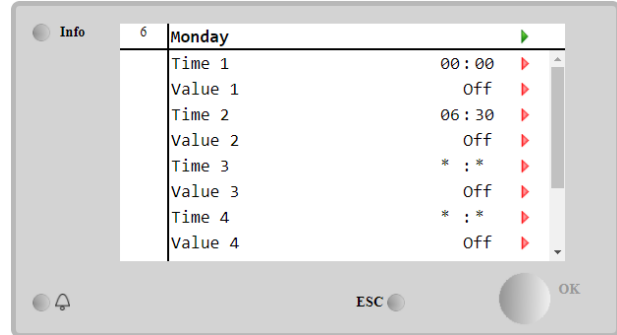 Info
6 Monday
Time 1 00:00
Value 1 Off
Time 2 06:30
Value 2 Off
Time 3 * :*
Value 3 Off
Time 4 * :*
Value 4 Off
ESC
OK